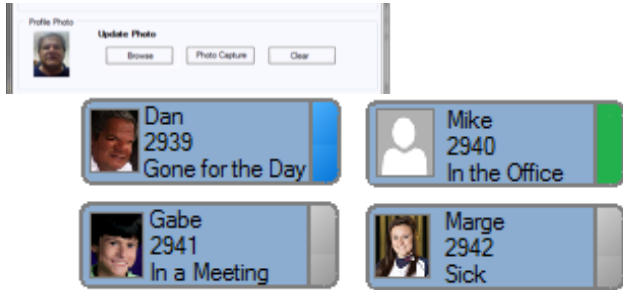 Profile Photo
Update Photo
Browse
Photo Capture
Clear
Dan
2939
Gone for the Day
Mike
2940
In the Office
Gabe
2941
In a Meeting
Marge
2942
Sick